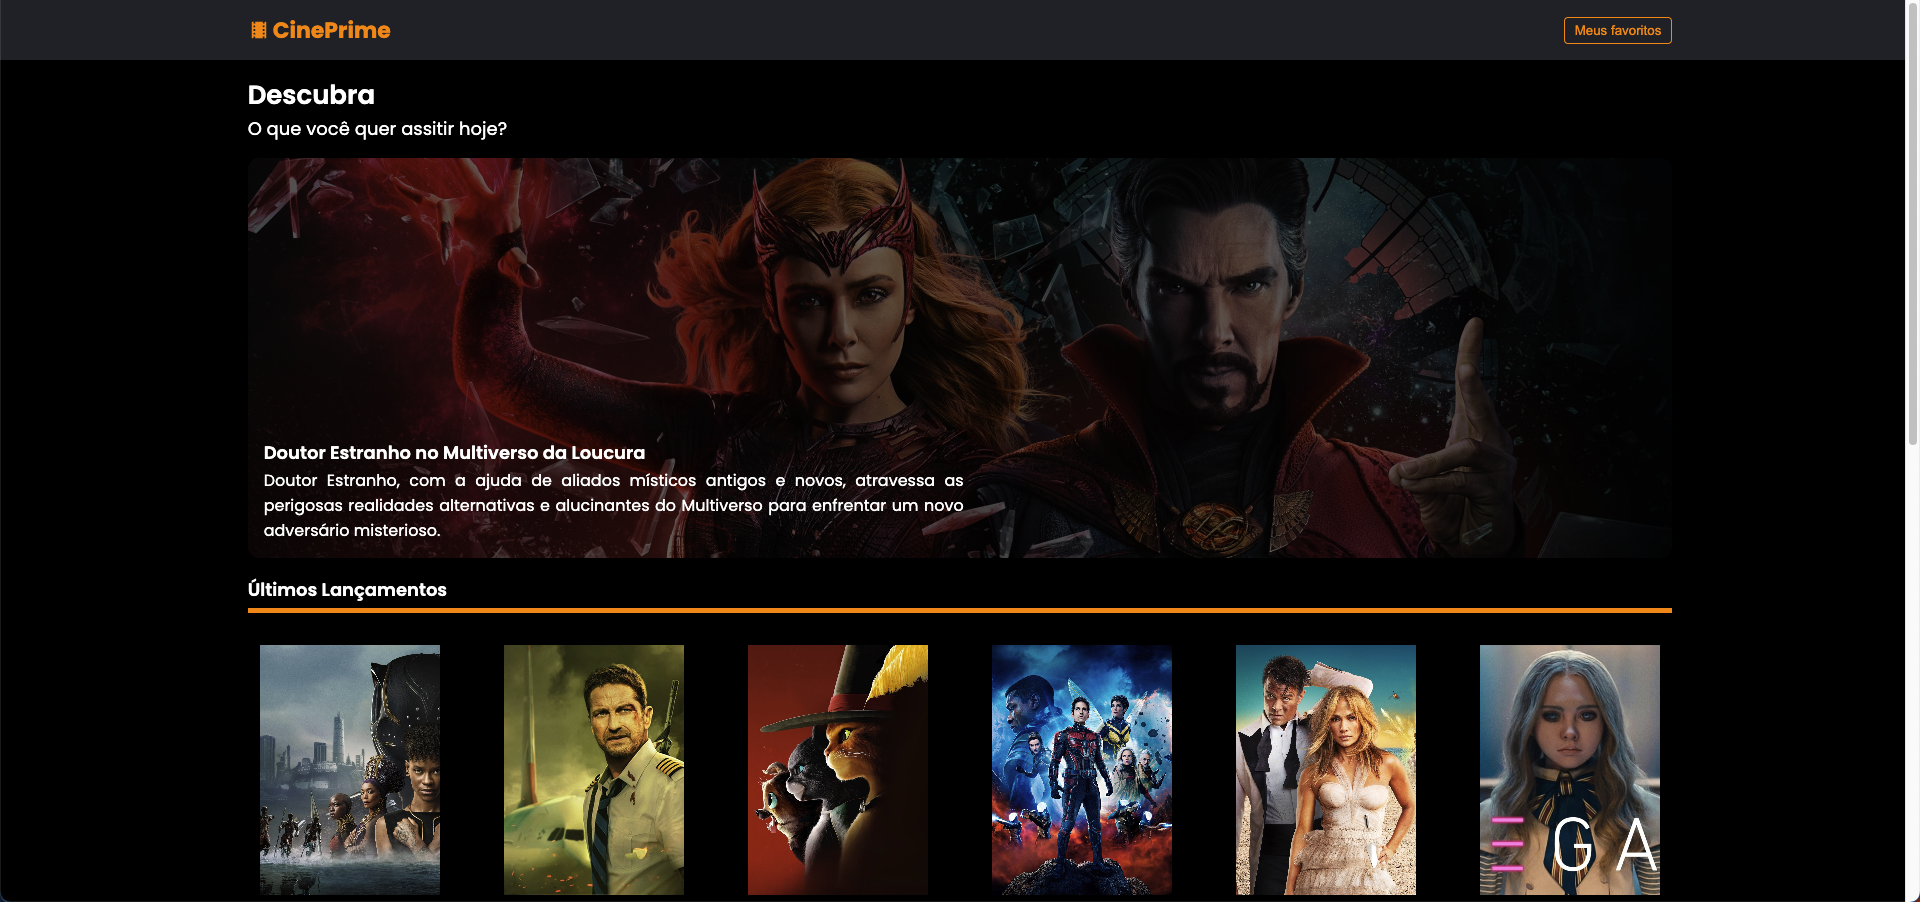 CinePrime
Meus favoritos
Descubra
O que você quer assitir hoje?
Doutor Estranho no Multiverso da Loucura
Doutor Estranho, com a ajuda de aliados místicos antigos e novos, atravessa as
perigosas realidades alternativas e alucinantes do Multiverso para enfrentar um novo
adversário misterioso.
Últimos Lançamentos
GA